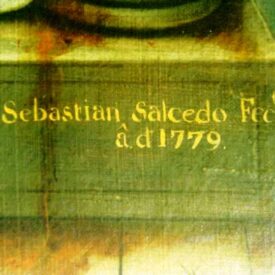 Sebastian Salcedo Fec
â d 1779.